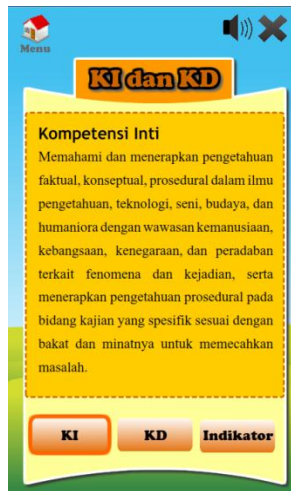 Menu
KI dan KD
Kompetensi Inti
Memahami dan menerapkan pengetahuan
faktual, konseptual, prosedural dalam ilmu
pengetahuan, teknologi, seni, budaya, dan
humaniora dengan wawasan kemanusiaan,
kebangsaan, kenegaraan, dan peradaban
terkait fenomena dan kejadian, serta
menerapkan pengetahuan prosedural pada
bidang kajian yang spesifik sesuai dengan
bakat dan minatnya untuk memecahkan
masalah.
KI
KD
Indikator